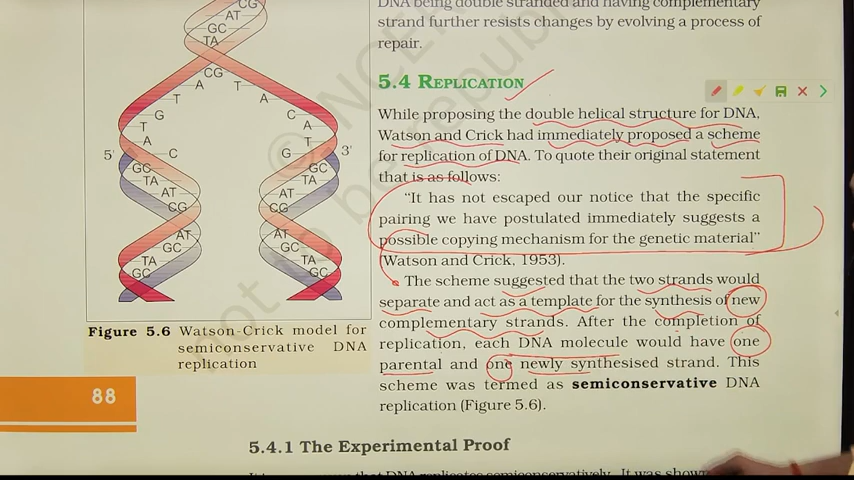 DNA being double stranded and having complementary
strand further resists changes by evolving a process of
repair.
5.4 REPLICATION
While proposing the double helical structure for DNA,
Watson and Crick had immediately proposed a scheme
for replication of DNA. To quote their original statement
that is as follows:
"It has not escaped our notice that the specific
pairing we have postulated immediately suggests a
possible copying mechanism for the genetic material"
(Watson and Crick, 1953).
The scheme suggested that the two strands would
separate and act as a template for the synthesis of new
complementary strands. After the completion of
replication, each DNA molecule would have one
parental and one newly synthesised strand. This
scheme was termed as semiconservative DNA
replication (Figure 5.6).
5.4.1 The Experimental Proof
CG
AT
GC
TA
CG
A T
T A
G C
T A
A T
5' C G 3'
GC GC
TA TA
AT AT
CG CG
AT AT
GC GC
TA TA
GC GC
Figure 5.6 Watson-Crick model for
semiconservative DNA
replication
88
not to be republished